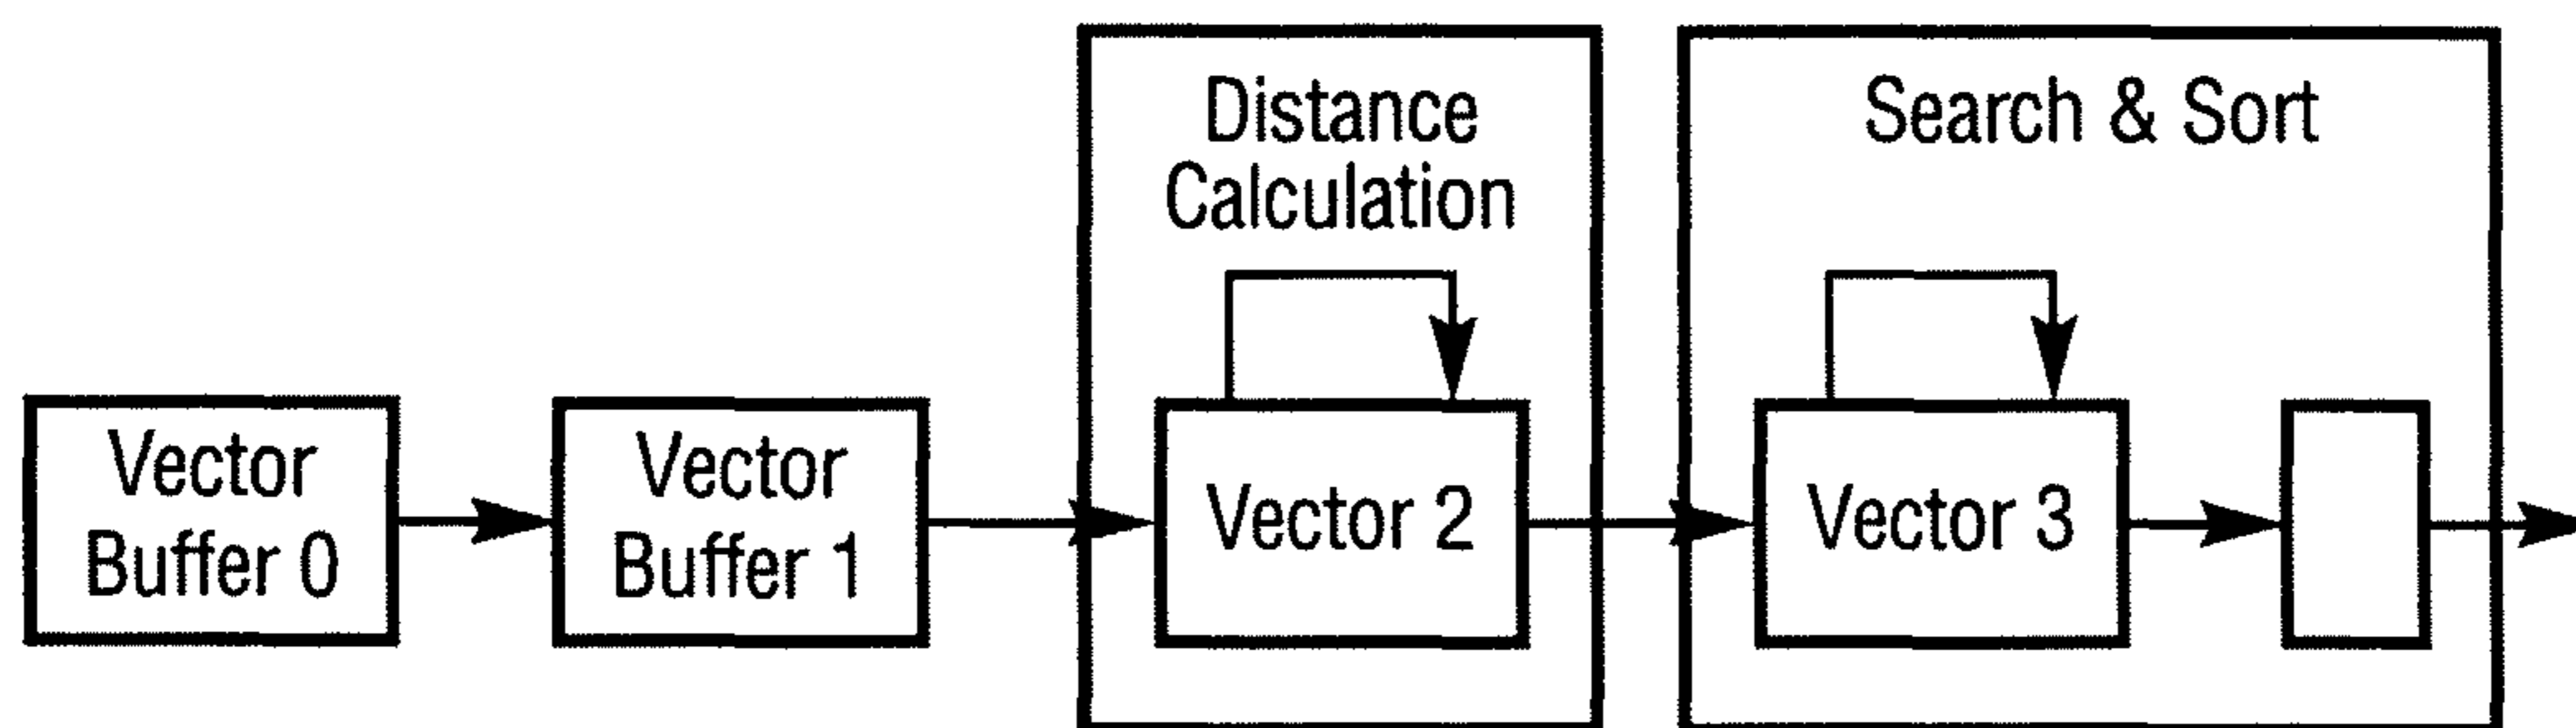 Vector
Buffer 0
Vector
Buffer 1
Distance
Calculation
Vector 2
Search & Sort
Vector 3